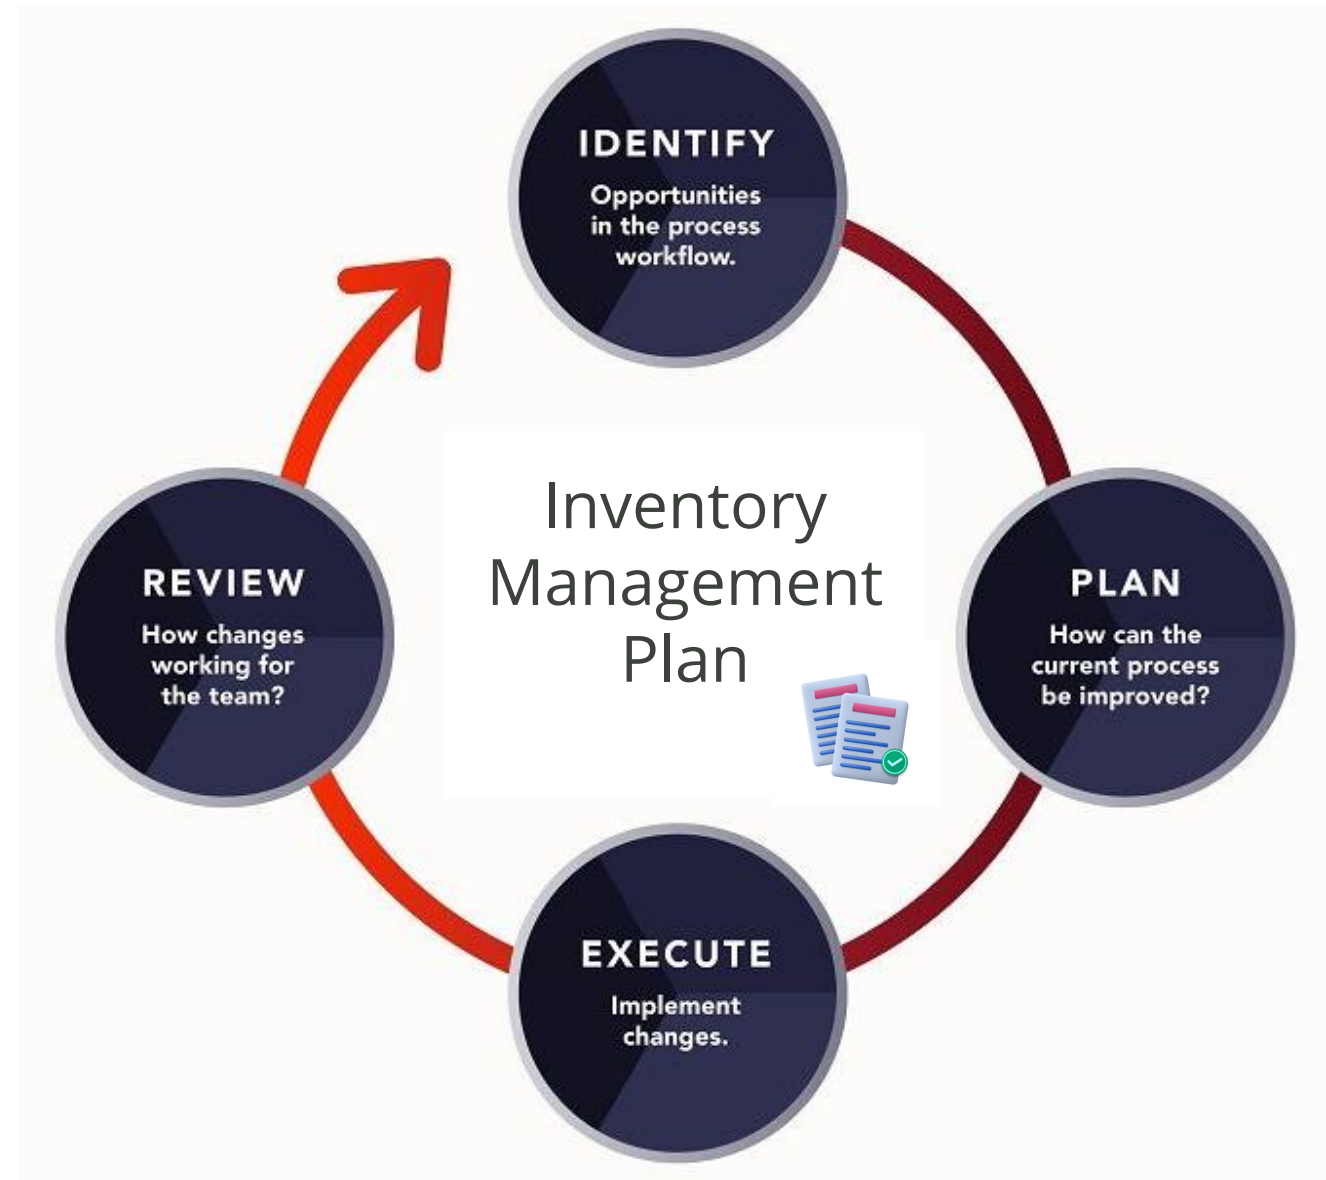 IDENTIFY
Opportunities
in the process
workflow.
Inventory
Management
Plan
REVIEW
How changes
working for
the team?
PLAN
How can the
current process
be improved?
EXECUTE
Implement
changes.